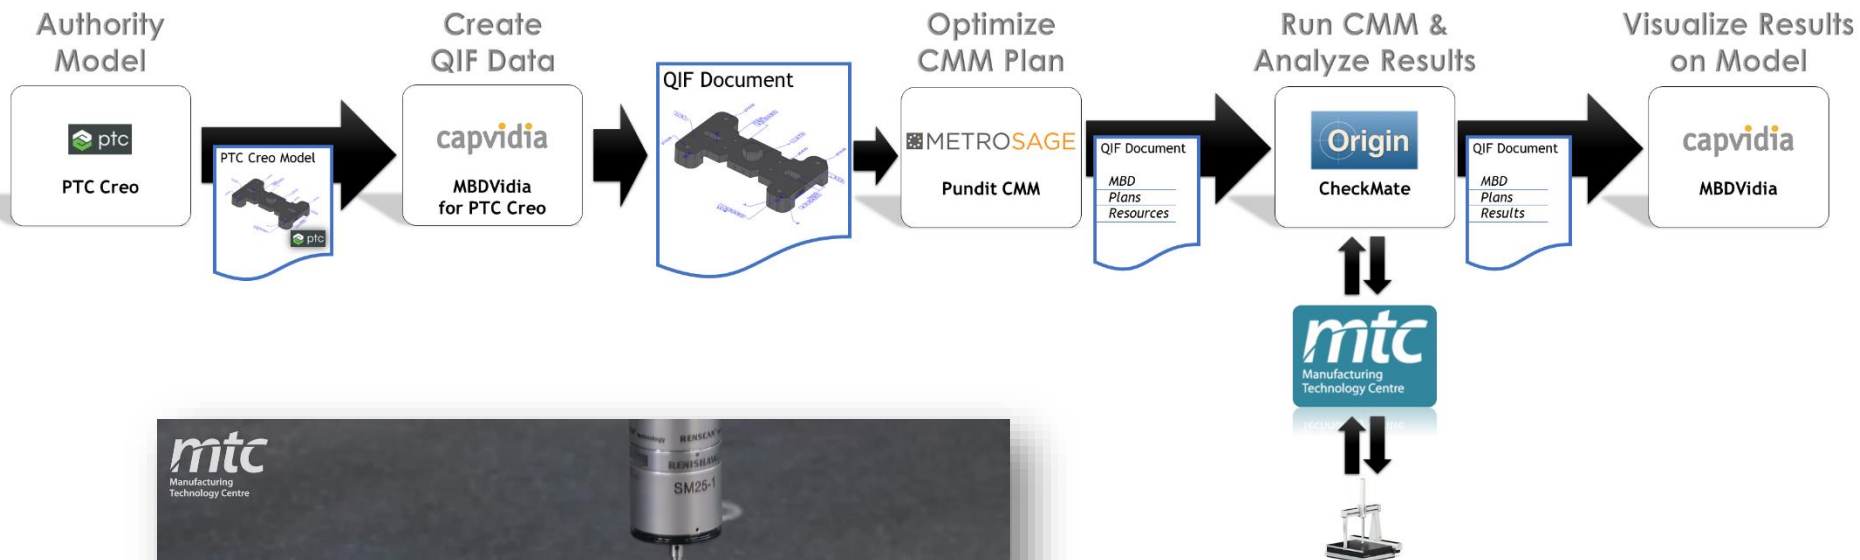 Authority
Model
Create
QIF Data
Optimize
CMM Plan
Run CMM &
Analyze Results
Visualize Results
on Model
ptc
PTC Creo
PTC Creo Model
ptc
capvidia
MBDVidia
for PTC Creo
QIF Document
METROSAGE
Pundit CMM
QIF Document
MBD
Plans
Resources
Origin
CheckMate
QIF Document
MBD
Plans
Results
capvidia
MBDVidia
mtc
Manufacturing
Technology Centre
mtc
Manufacturing
Technology Centre
RENISHAW
SM25-1